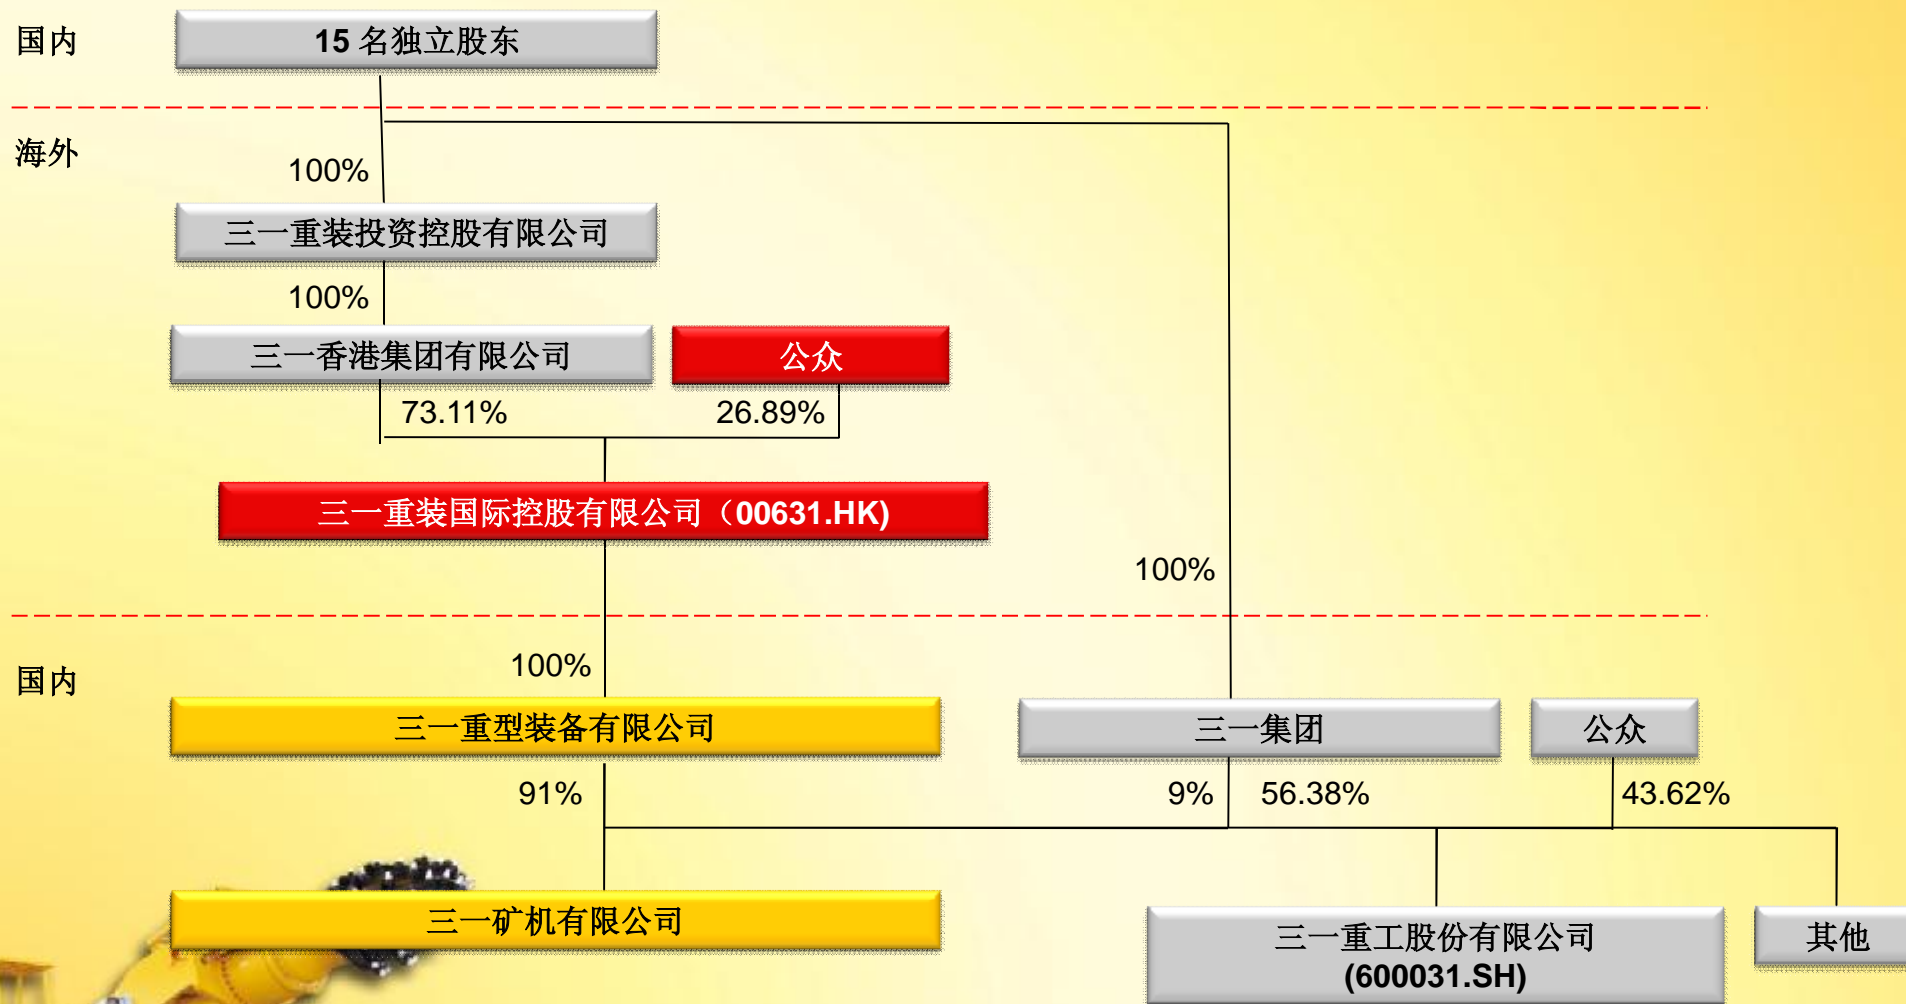 国内
15 名独立股东
海外
100%
三一重装投资控股有限公司
100%
三一香港集团有限公司
公众
73.11%
26.89%
三一重装国际控股有限公司（00631.HK)
100%
国内
100%
三一重型装备有限公司
三一集团
公众
91%
9%
56.38%
43.62%
三一矿机有限公司
三一重工股份有限公司
(600031.SH)
其他